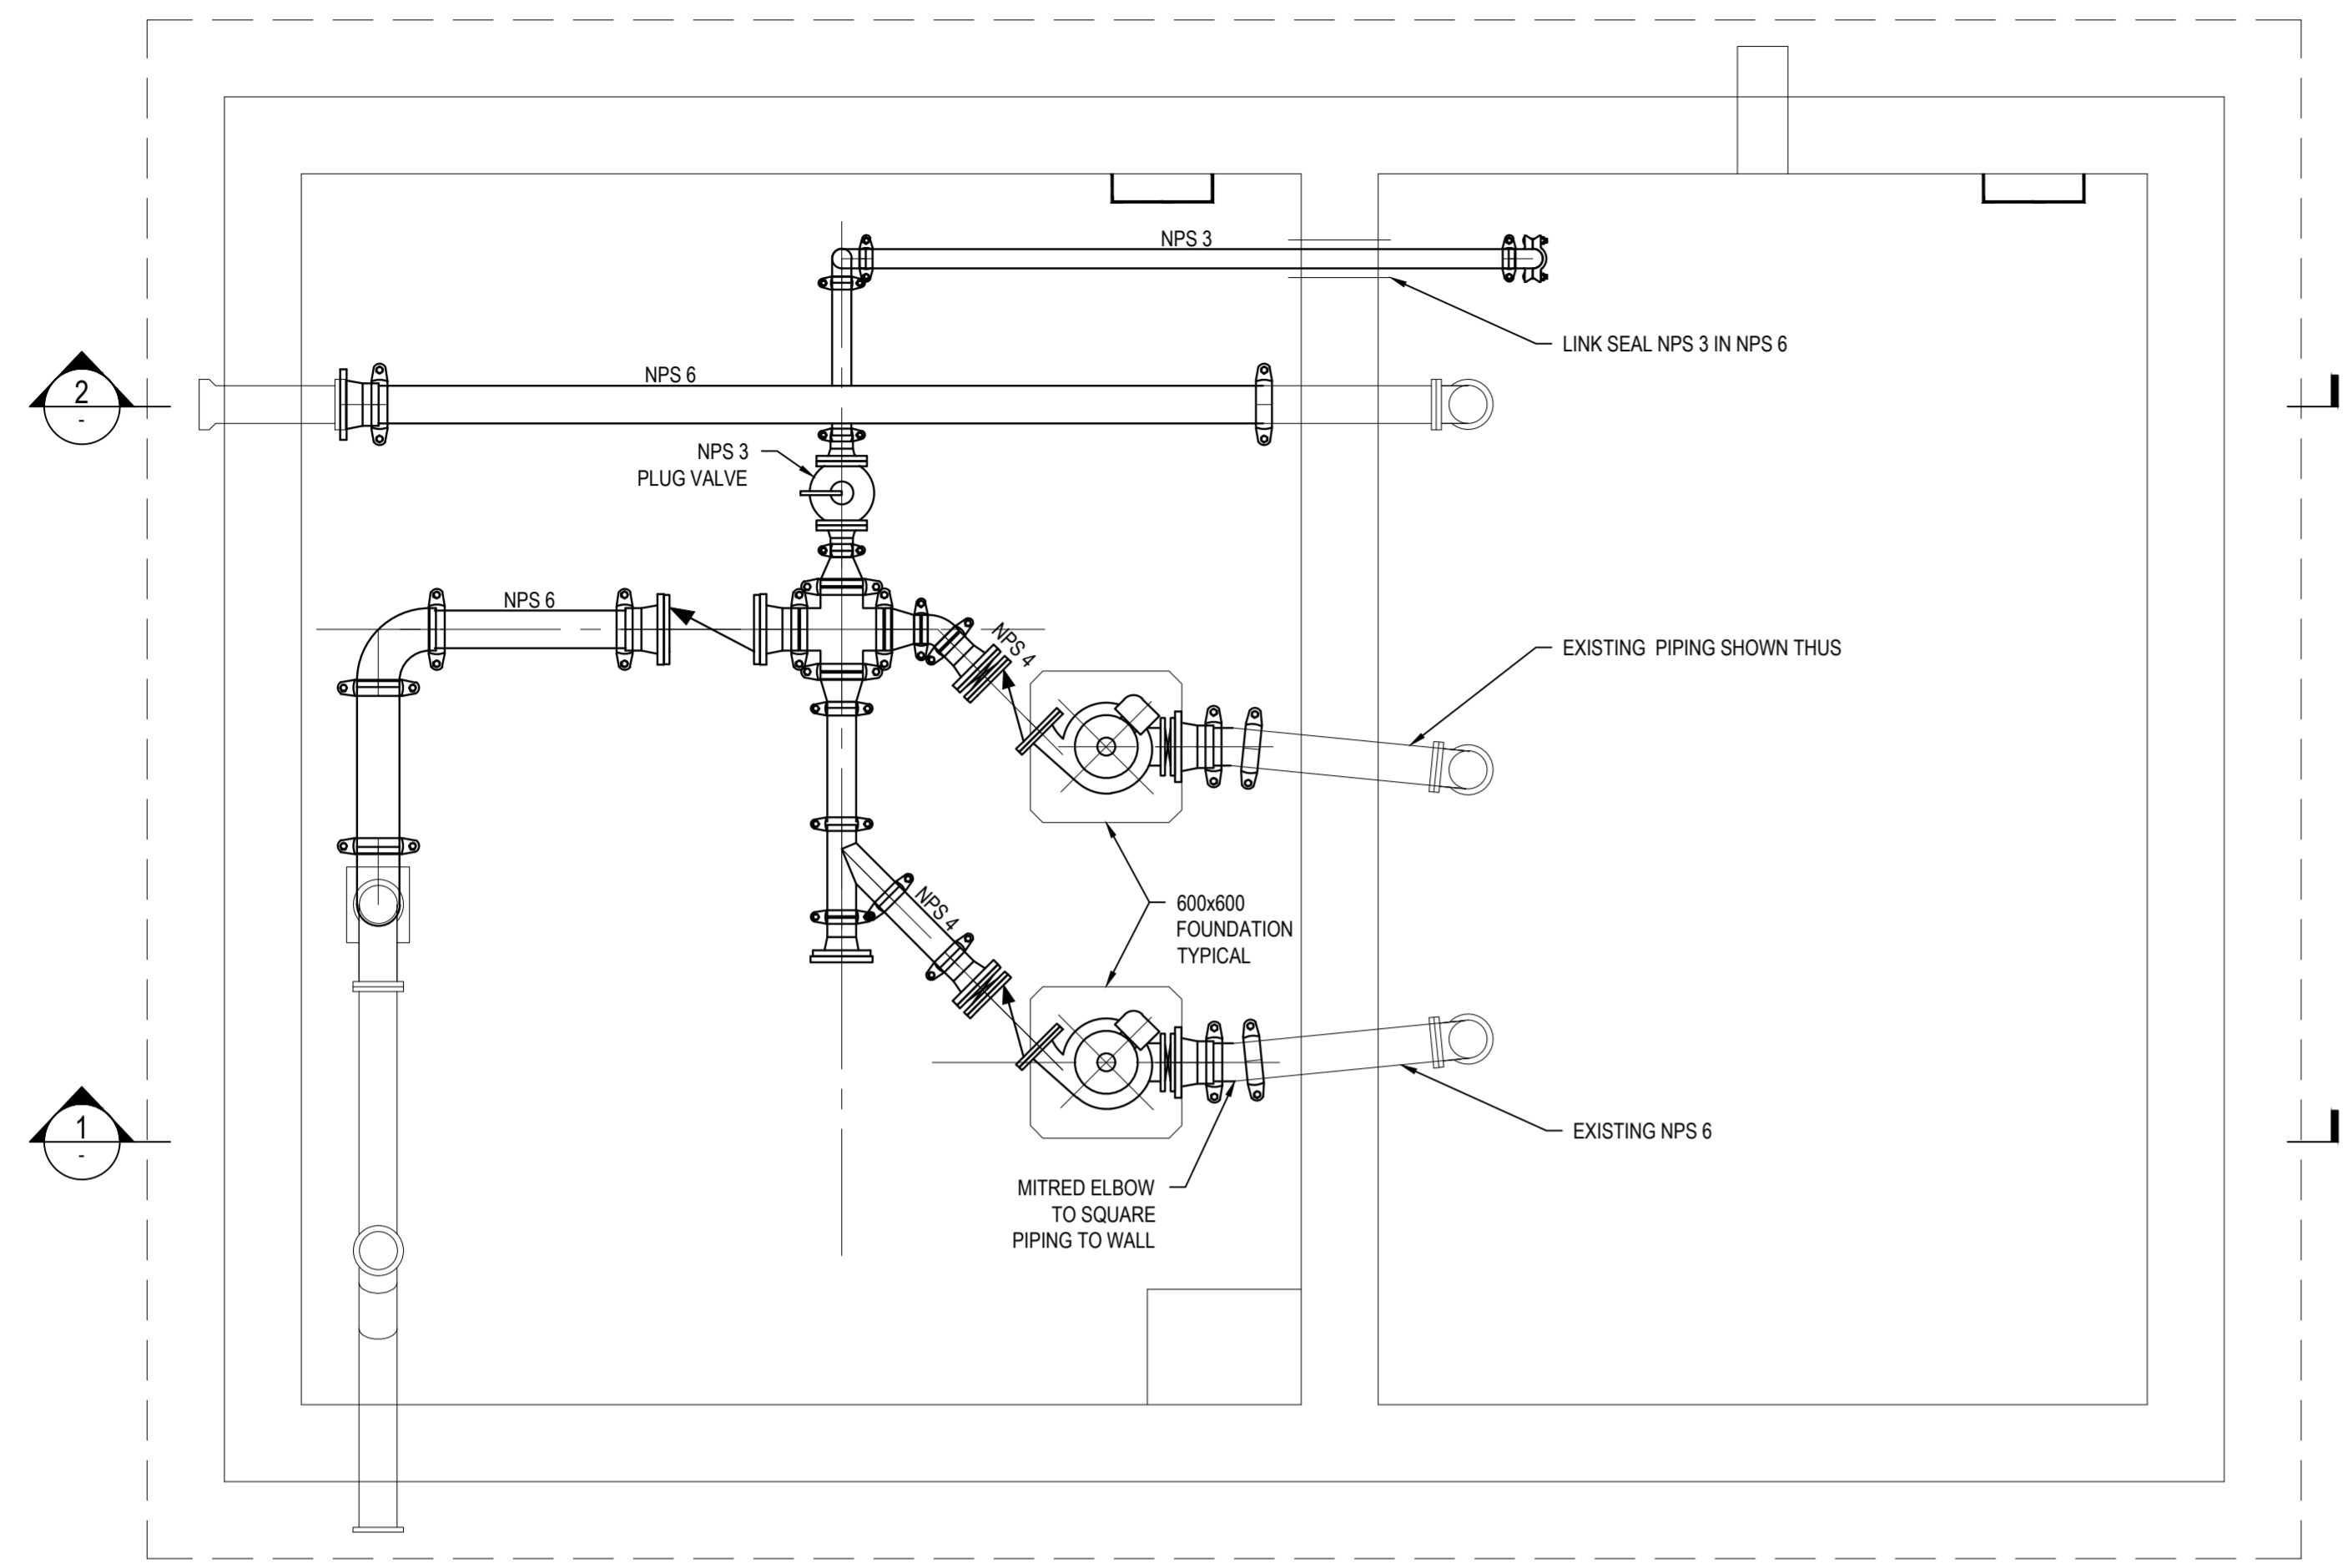 NPS 3
LINK SEAL NPS 3 IN NPS 6
NPS 6
2
-
NPS 3
PLUG VALVE
NPS 6
NPS 4
EXISTING PIPING SHOWN THUS
600x600
FOUNDATION
TYPICAL
NPS 4
1
-
EXISTING NPS 6
MITRED ELBOW
TO SQUARE
PIPING TO WALL